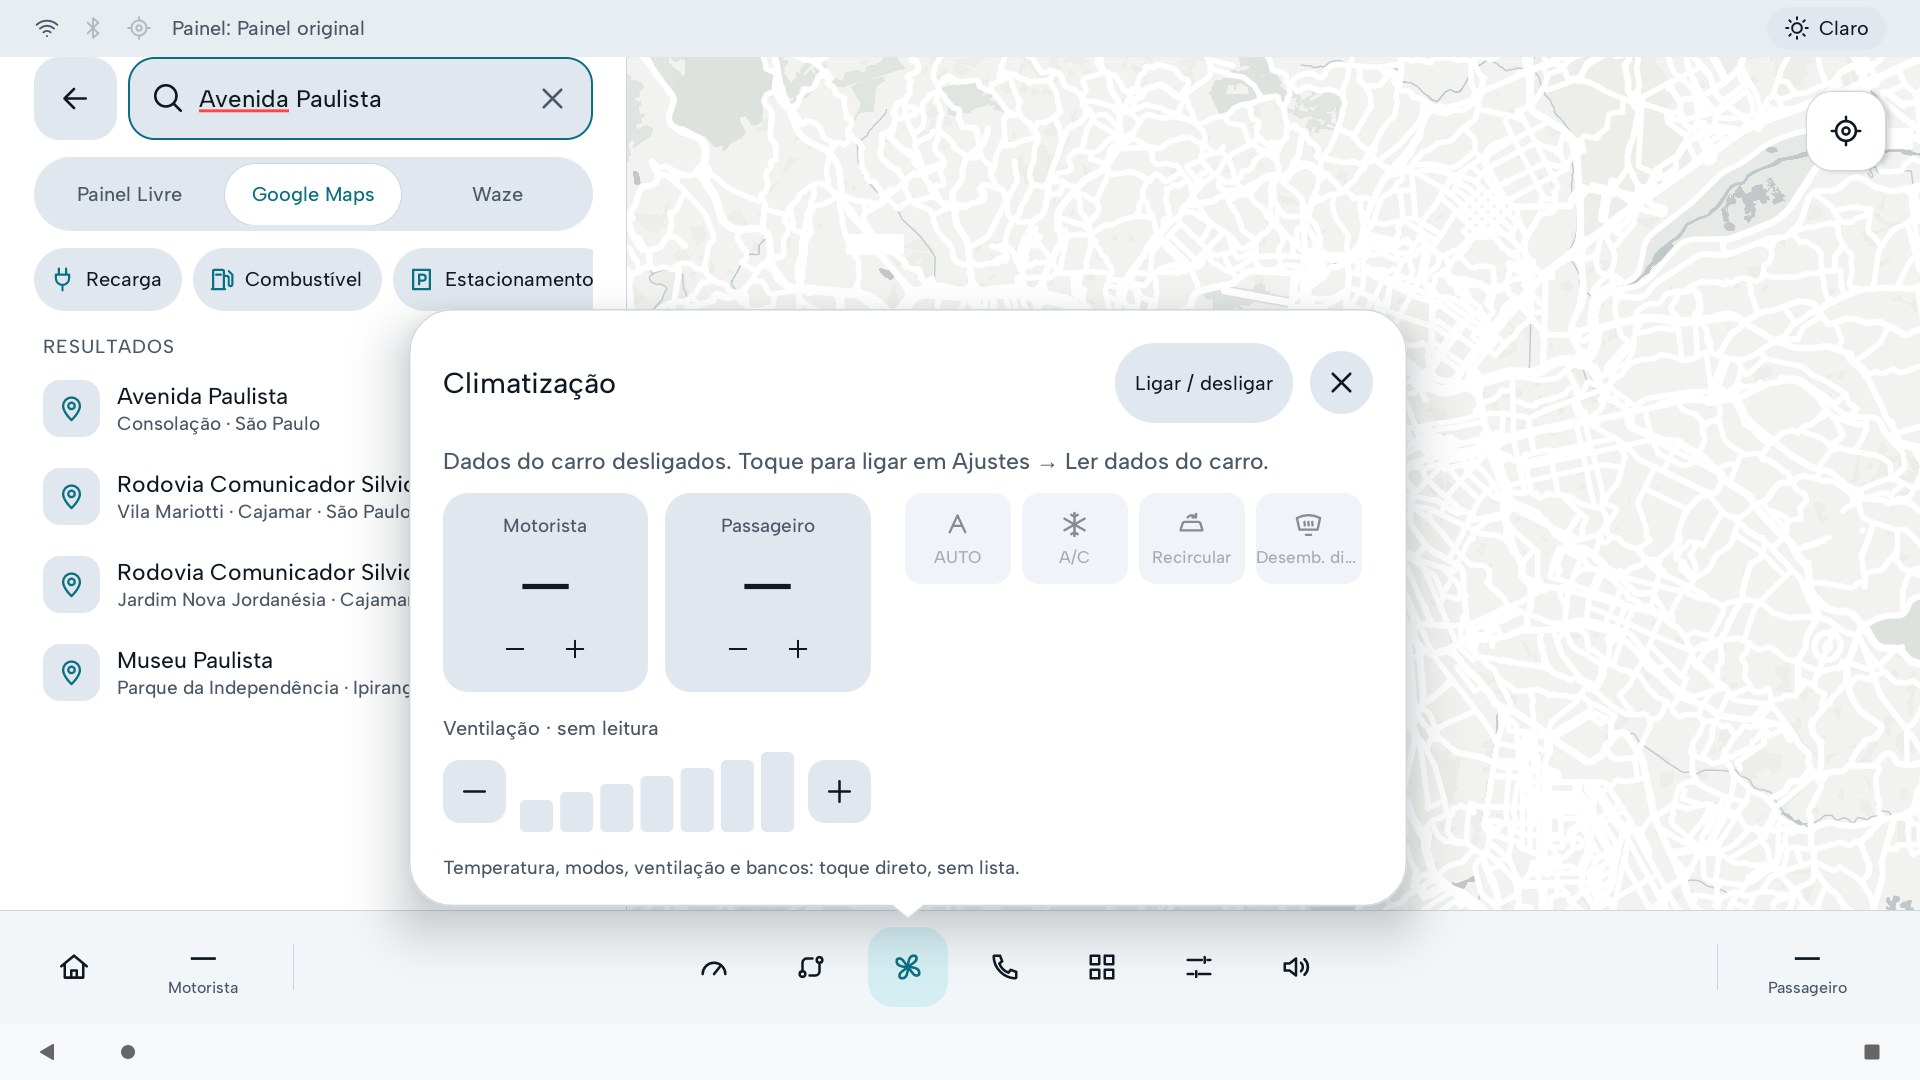 Painel: Painel original
Claro
Avenida Paulista
Painel Livre
Google Maps
Waze
Recarga
Combustível
Estacionamento
RESULTADOS
Avenida Paulista
Consolação · São Paulo
Rodovia Comunicador Silvio
Vila Mariotti · Cajamar · São Paulo
Rodovia Comunicador Silvio
Jardim Nova Jordanésia · Cajamar
Museu Paulista
Parque da Independência · Ipirang
Climatização
Ligar / desligar
Dados do carro desligados. Toque para ligar em Ajustes → Ler dados do carro.
Motorista
—
− +
Passageiro
—
− +
A
AUTO
A/C
Recircular
Desemb. di...
Ventilação · sem leitura
− +
Temperatura, modos, ventilação e bancos: toque direto, sem lista.
—
Motorista
—
Passageiro